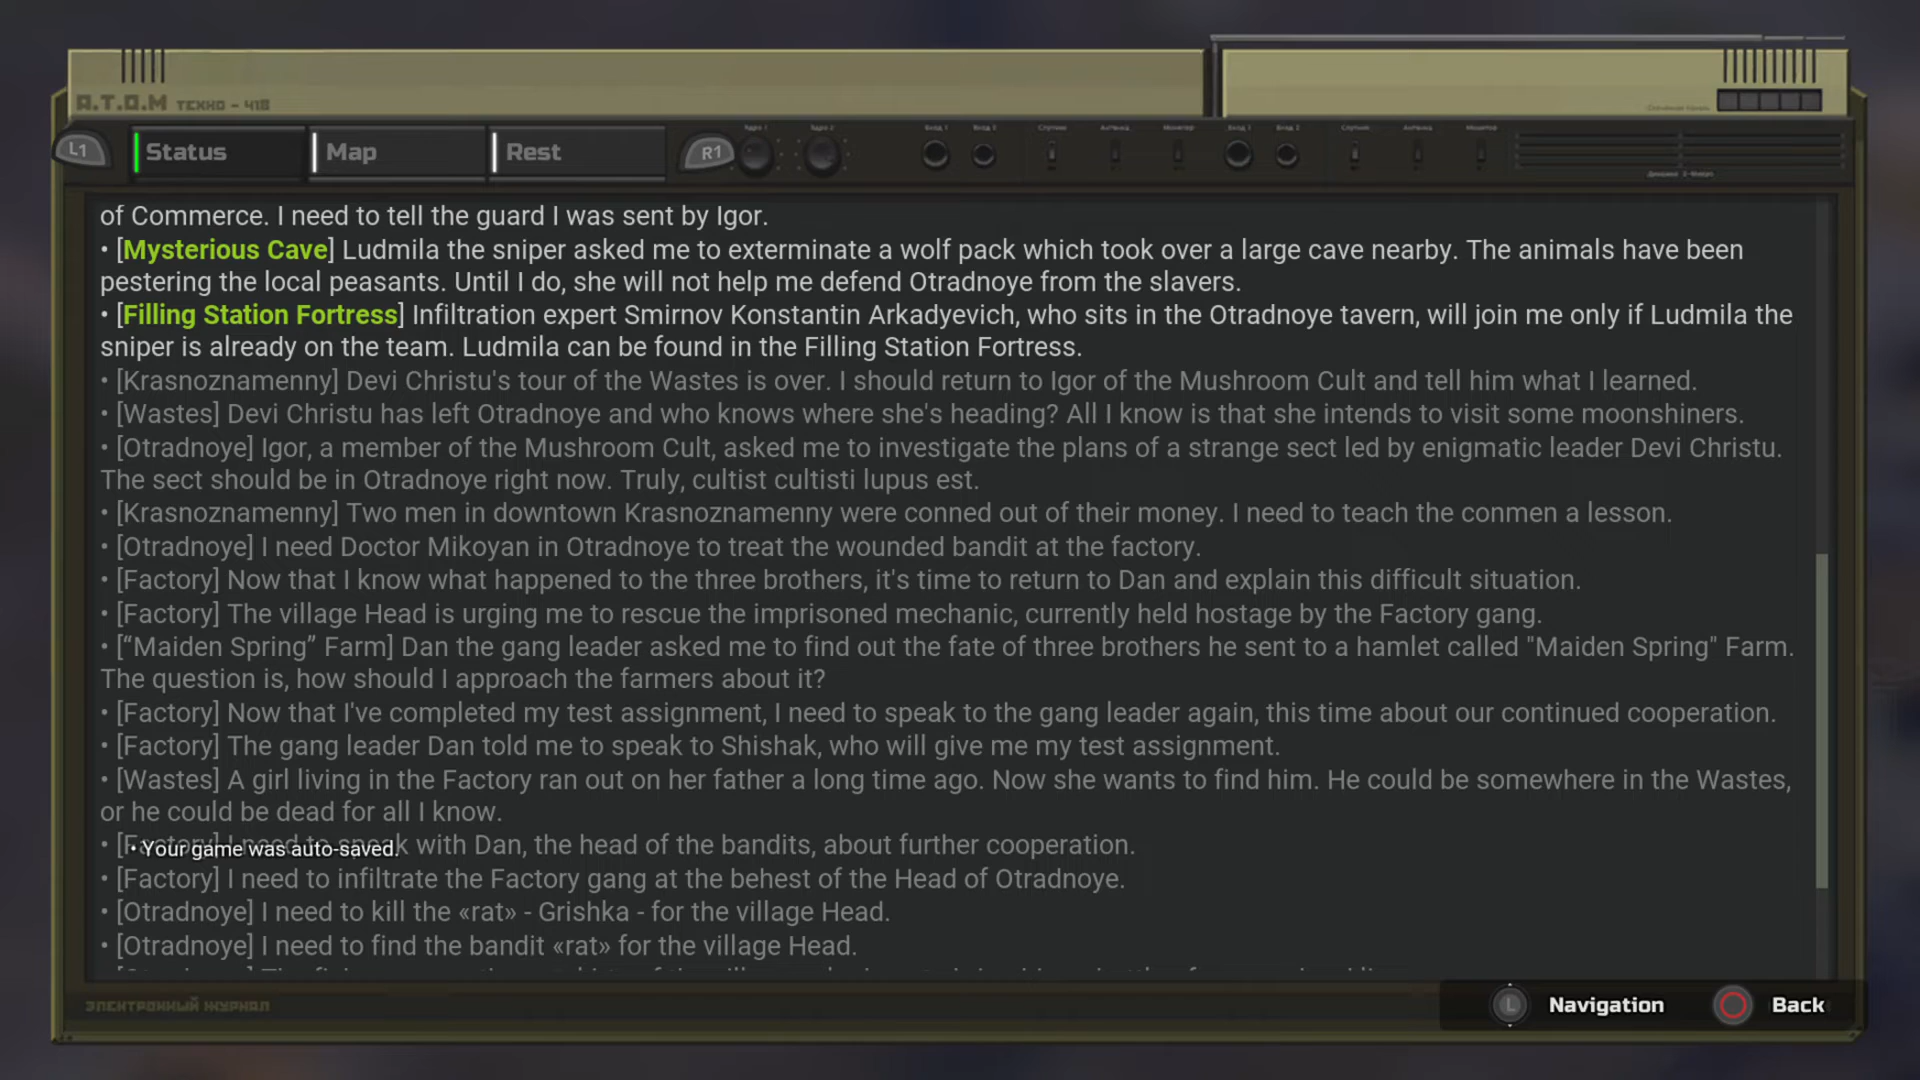 A.T.O.M ТЕХНО - 418
L1
Status
Map
Rest
R1
of Commerce. I need to tell the guard I was sent by Igor.
• [Mysterious Cave] Ludmila the sniper asked me to exterminate a wolf pack which took over a large cave nearby. The animals have been
pestering the local peasants. Until I do, she will not help me defend Otradnoye from the slavers.
• [Filling Station Fortress] Infiltration expert Smirnov Konstantin Arkadyevich, who sits in the Otradnoye tavern, will join me only if Ludmila the
sniper is already on the team. Ludmila can be found in the Filling Station Fortress.
• [Krasnoznamenny] Devi Christu's tour of the Wastes is over. I should return to Igor of the Mushroom Cult and tell him what I learned.
• [Wastes] Devi Christu has left Otradnoye and who knows where she's heading? All I know is that she intends to visit some moonshiners.
• [Otradnoye] Igor, a member of the Mushroom Cult, asked me to investigate the plans of a strange sect led by enigmatic leader Devi Christu.
The sect should be in Otradnoye right now. Truly, cultist cultisti lupus est.
• [Krasnoznamenny] Two men in downtown Krasnoznamenny were conned out of their money. I need to teach the conmen a lesson.
• [Otradnoye] I need Doctor Mikoyan in Otradnoye to treat the wounded bandit at the factory.
• [Factory] Now that I know what happened to the three brothers, it's time to return to Dan and explain this difficult situation.
• [Factory] The village Head is urging me to rescue the imprisoned mechanic, currently held hostage by the Factory gang.
• [“Maiden Spring” Farm] Dan the gang leader asked me to find out the fate of three brothers he sent to a hamlet called "Maiden Spring" Farm.
The question is, how should I approach the farmers about it?
• [Factory] Now that I've completed my test assignment, I need to speak to the gang leader again, this time about our continued cooperation.
• [Factory] The gang leader Dan told me to speak to Shishak, who will give me my test assignment.
• [Wastes] A girl living in the Factory ran out on her father a long time ago. Now she wants to find him. He could be somewhere in the Wastes,
or he could be dead for all I know.
• [Factory] I need to speak with Dan, the head of the bandits, about further cooperation.
• Your game was auto-saved.
• [Factory] I need to infiltrate the Factory gang at the behest of the Head of Otradnoye.
• [Otradnoye] I need to kill the «rat» - Grishka - for the village Head.
• [Otradnoye] I need to find the bandit «rat» for the village Head.
ЭЛЕКТРОННЫЙ ЖУРНАЛ
L Navigation
Back